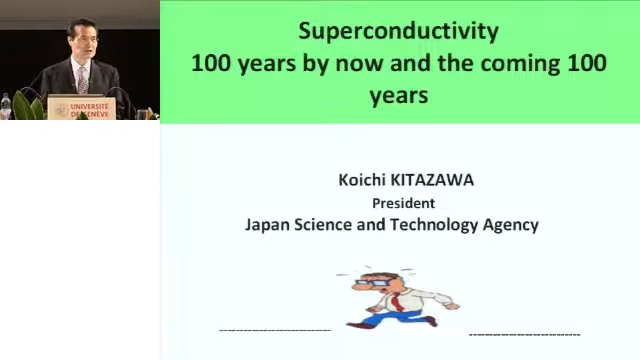 UNIVERSITÉ
DE GENÈVE
Superconductivity
100 years by now and the coming 100
years
Koichi KITAZAWA
President
Japan Science and Technology Agency